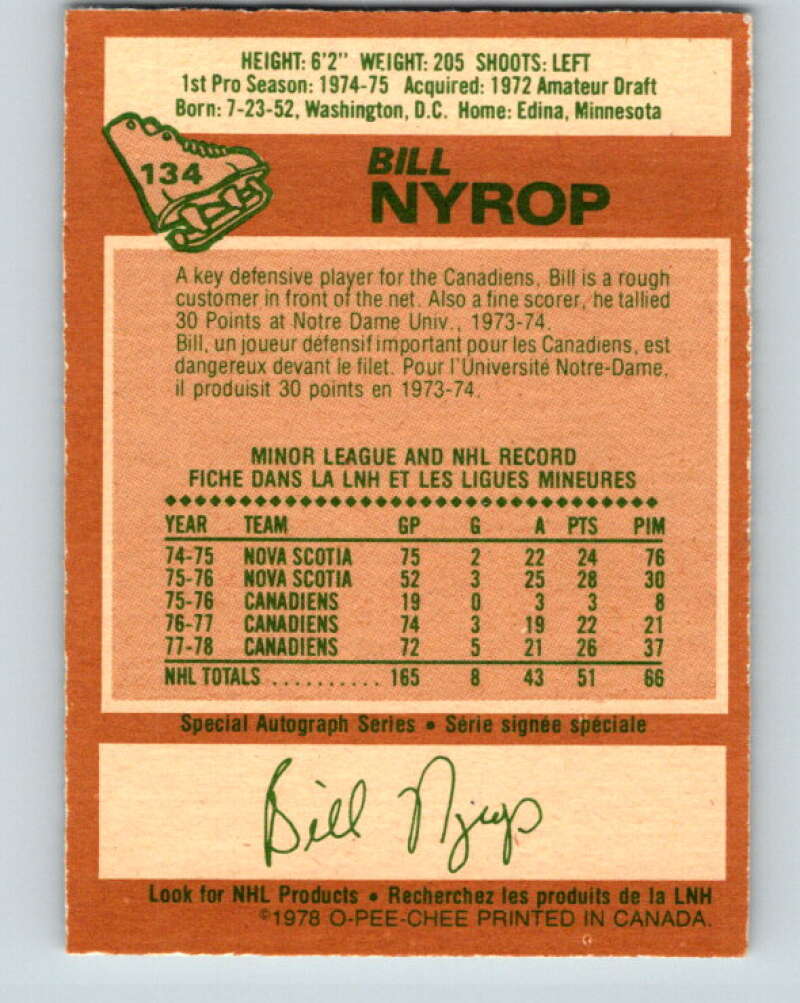 HEIGHT: 6'2" WEIGHT: 205 SHOOTS: LEFT
1st Pro Season: 1974-75 Acquired: 1972 Amateur Draft
Born: 7-23-52, Washington, D.C. Home: Edina, Minnesota
134
BILL
NYROP
A key defensive player for the Canadiens, Bill is a rough
customer in front of the net. Also a fine scorer, he tallied
30 Points at Notre Dame Univ., 1973-74.
Bill, un joueur défensif important pour les Canadiens, est
dangereux devant le filet. Pour l'Université Notre-Dame,
il produisit 30 points en 1973-74.
MINOR LEAGUE AND NHL RECORD
FICHE DANS LA LNH ET LES LIGUES MINEURES
YEAR TEAM GP G A PTS PIM
74-75 NOVA SCOTIA 75 2 22 24 76
75-76 NOVA SCOTIA 52 3 25 28 30
75-76 CANADIENS 19 0 3 3 8
76-77 CANADIENS 74 3 19 22 21
77-78 CANADIENS 72 5 21 26 37
NHL TOTALS .......... 165 8 43 51 66
Special Autograph Series • Série signée spéciale
Bill Nyrop
Look for NHL Products • Recherchez les produits de la LNH
©1978 O-PEE-CHEE PRINTED IN CANADA.